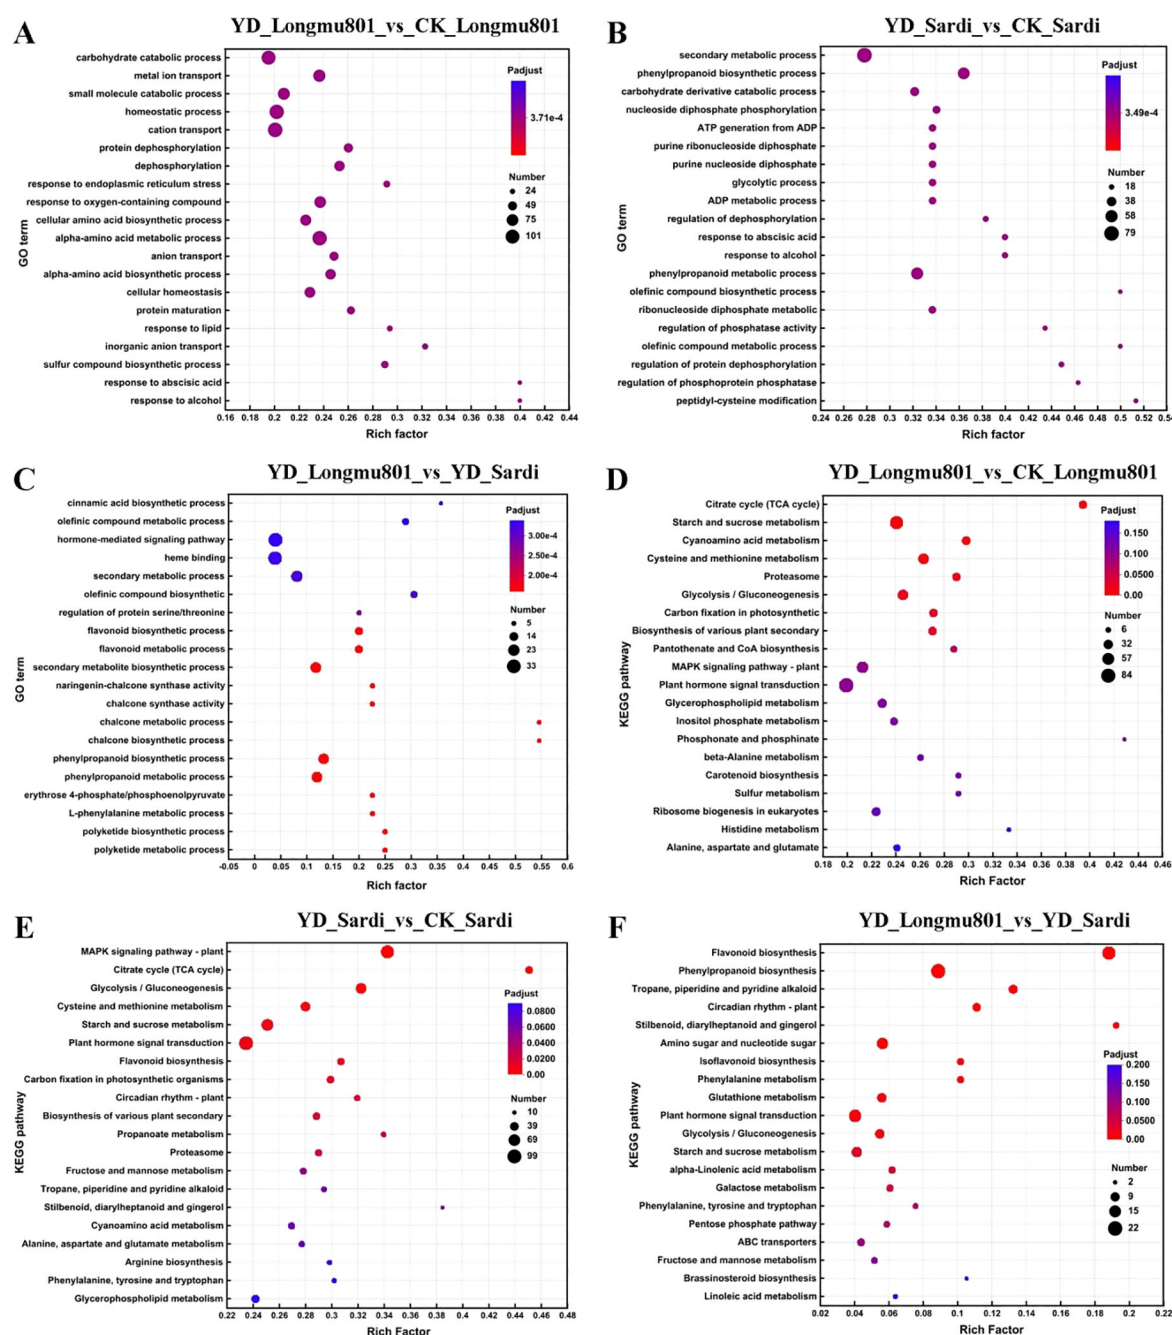 A
YD_Longmu801_vs_CK_Longmu801
carbohydrate catabolic process
metal ion transport
small molecule catabolic process
homeostatic process
cation transport
protein dephosphorylation
dephosphorylation
response to endoplasmic reticulum stress
response to oxygen-containing compound
cellular amino acid biosynthetic process
alpha-amino acid metabolic process
anion transport
alpha-amino acid biosynthetic process
cellular homeostasis
protein maturation
response to lipid
inorganic anion transport
sulfur compound biosynthetic process
response to abscisic acid
response to alcohol
GO term
0.16 0.18 0.2 0.22 0.24 0.26 0.28 0.3 0.32 0.34 0.36 0.38 0.4 0.42 0.44
Rich factor
Padjust
3.71e-4
Number
24
49
75
101
B
YD_Sardi_vs_CK_Sardi
secondary metabolic process
phenylpropanoid biosynthetic process
carbohydrate derivative catabolic process
nucleoside diphosphate phosphorylation
ATP generation from ADP
purine ribonucleoside diphosphate
purine nucleoside diphosphate
glycolytic process
ADP metabolic process
regulation of dephosphorylation
response to abscisic acid
response to alcohol
phenylpropanoid metabolic process
olefinic compound biosynthetic process
ribonucleoside diphosphate metabolic
regulation of phosphatase activity
olefinic compound metabolic process
regulation of protein dephosphorylation
regulation of phosphoprotein phosphatase
peptidyl-cysteine modification
GO term
0.24 0.26 0.28 0.3 0.32 0.34 0.36 0.38 0.4 0.42 0.44 0.46 0.48 0.5 0.52 0.5
Rich factor
Padjust
3.49e-4
Number
18
38
58
79
C
YD_Longmu801_vs_YD_Sardi
cinnamic acid biosynthetic process
olefinic compound metabolic process
hormone-mediated signaling pathway
heme binding
secondary metabolic process
olefinic compound biosynthetic
regulation of protein serine/threonine
flavonoid biosynthetic process
flavonoid metabolic process
secondary metabolite biosynthetic process
naringenin-chalcone synthase activity
chalcone synthase activity
chalcone metabolic process
chalcone biosynthetic process
phenylpropanoid biosynthetic process
phenylpropanoid metabolic process
erythrose 4-phosphate/phosphoenolpyruvate
L-phenylalanine metabolic process
polyketide biosynthetic process
polyketide metabolic process
GO term
-0.05 0 0.05 0.1 0.15 0.2 0.25 0.3 0.35 0.4 0.45 0.5 0.55 0.6
Rich factor
Padjust
3.00e-4
2.50e-4
2.00e-4
Number
5
14
23
33
D
YD_Longmu801_vs_CK_Longmu801
Citrate cycle (TCA cycle)
Starch and sucrose metabolism
Cyanoamino acid metabolism
Cysteine and methionine metabolism
Proteasome
Glycolysis / Gluconeogenesis
Carbon fixation in photosynthetic
Biosynthesis of various plant secondary
Pantothenate and CoA biosynthesis
MAPK signaling pathway - plant
Plant hormone signal transduction
Glycerophospholipid metabolism
Inositol phosphate metabolism
Phosphonate and phosphinate
beta-Alanine metabolism
Carotenoid biosynthesis
Sulfur metabolism
Ribosome biogenesis in eukaryotes
Histidine metabolism
Alanine, aspartate and glutamate
KEGG pathway
0.18 0.2 0.22 0.24 0.26 0.28 0.3 0.32 0.34 0.36 0.38 0.4 0.42 0.44 0.46
Rich Factor
Padjust
0.150
0.100
0.0500
0.00
Number
6
32
57
84
E
YD_Sardi_vs_CK_Sardi
MAPK signaling pathway - plant
Citrate cycle (TCA cycle)
Glycolysis / Gluconeogenesis
Cysteine and methionine metabolism
Starch and sucrose metabolism
Plant hormone signal transduction
Flavonoid biosynthesis
Carbon fixation in photosynthetic organisms
Circadian rhythm - plant
Biosynthesis of various plant secondary
Propanoate metabolism
Proteasome
Fructose and mannose metabolism
Tropane, piperidine and pyridine alkaloid
Stilbenoid, diarylheptanoid and gingerol
Cyanoamino acid metabolism
Alanine, aspartate and glutamate metabolism
Arginine biosynthesis
Phenylalanine, tyrosine and tryptophan
Glycerophospholipid metabolism
KEGG pathway
0.22 0.24 0.26 0.28 0.3 0.32 0.34 0.36 0.38 0.4 0.42 0.44 0.46 0.48
Rich Factor
Padjust
0.0800
0.0600
0.0400
0.0200
0.00
Number
10
39
69
99
F
YD_Longmu801_vs_YD_Sardi
Flavonoid biosynthesis
Phenylpropanoid biosynthesis
Tropane, piperidine and pyridine alkaloid
Circadian rhythm - plant
Stilbenoid, diarylheptanoid and gingerol
Amino sugar and nucleotide sugar
Isoflavonoid biosynthesis
Phenylalanine metabolism
Glutathione metabolism
Plant hormone signal transduction
Glycolysis / Gluconeogenesis
Starch and sucrose metabolism
alpha-Linolenic acid metabolism
Galactose metabolism
Phenylalanine, tyrosine and tryptophan
Pentose phosphate pathway
ABC transporters
Fructose and mannose metabolism
Brassinosteroid biosynthesis
Linoleic acid metabolism
KEGG pathway
0.02 0.04 0.06 0.08 0.1 0.12 0.14 0.16 0.18 0.2 0.22
Rich Factor
Padjust
0.200
0.150
0.100
0.0500
0.00
Number
2
9
15
22